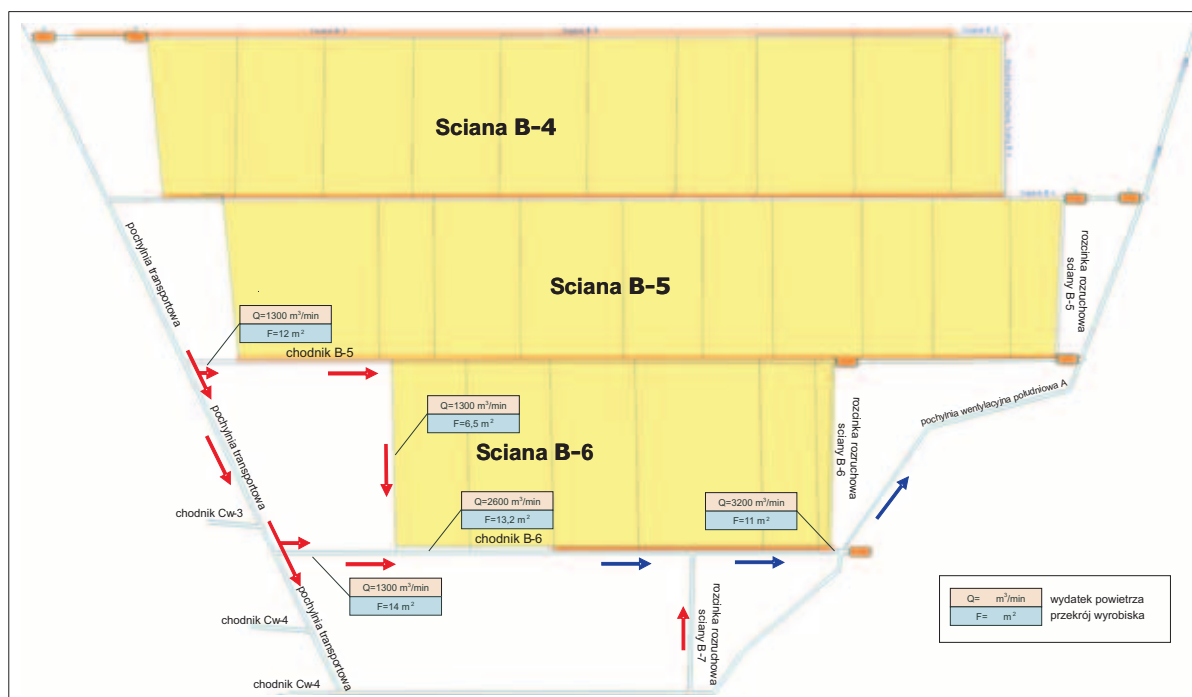 Sciana B-4
Sciana B-5
rozcinka rozruchowa
sciany B-5
pochylnia transportowa
Q=1300 m³/min
F=12 m²
chodnik B-5
pochylnia wentylacyjna południowa A
Q=1300 m³/min
F=6,5 m²
Sciana B-6
rozcinka rozruchowa
sciany B-6
pochylnia transportowa
Q=2600 m³/min
F=13,2 m²
Q=3200 m³/min
F=11 m²
chodnik Cw-3
chodnik B-6
Q=1300 m³/min
F=14 m²
pochylnia transportowa
chodnik Cw-4
rozcinka rozruchowa
sciany B-7
chodnik Cw-4
Q= m³/min
wydatek powietrza
F= m²
przekrój wyrobiska